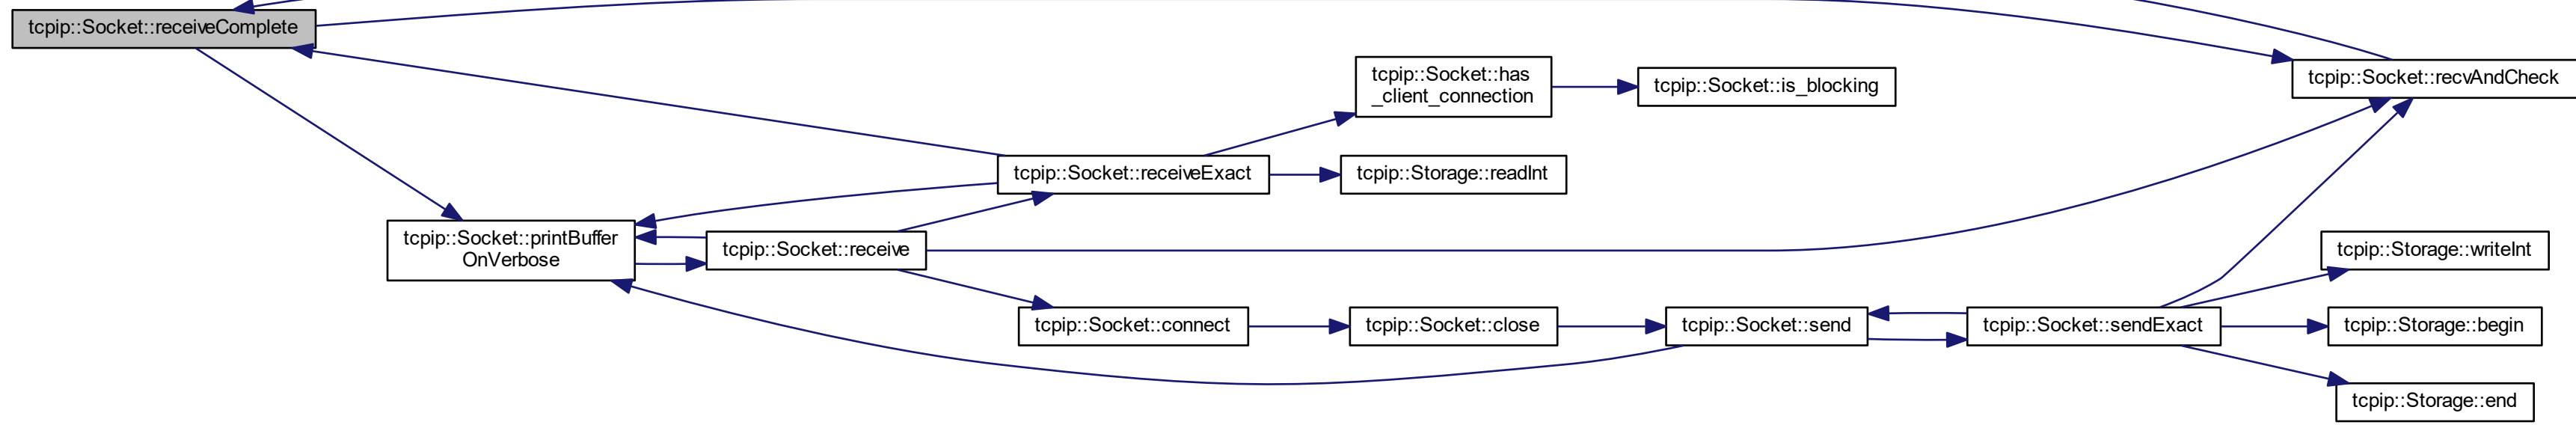 tcpip::Socket::receiveComplete
tcpip::Socket::has
_client_connection
tcpip::Socket::is_blocking
tcpip::Socket::recvAndCheck
tcpip::Socket::receiveExact
tcpip::Storage::readInt
tcpip::Socket::printBuffer
OnVerbose
tcpip::Socket::receive
tcpip::Storage::writeInt
tcpip::Socket::connect
tcpip::Socket::close
tcpip::Socket::send
tcpip::Socket::sendExact
tcpip::Storage::begin
tcpip::Storage::end